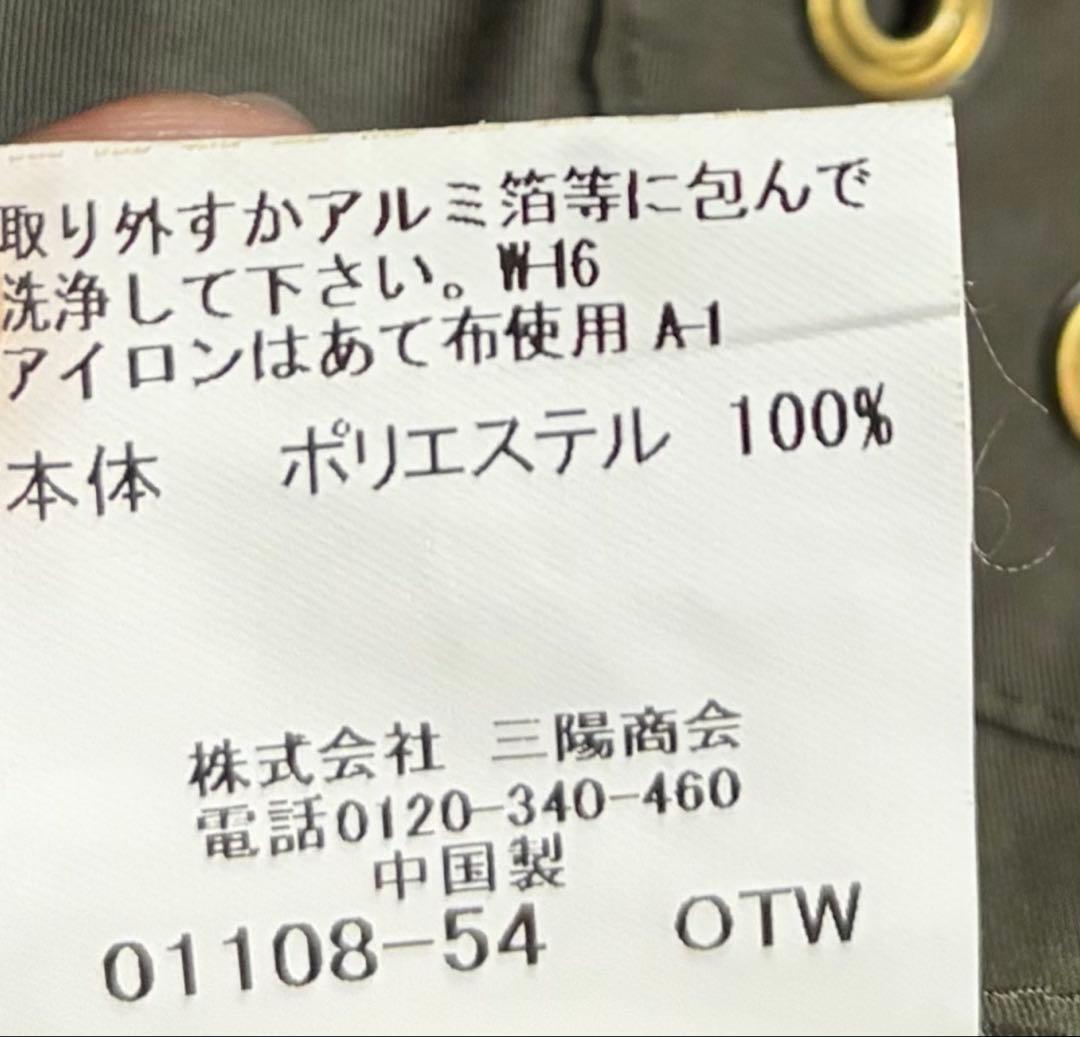 取り外すかアルミ箔等に包んで
洗浄して下さい。W-16
アイロンはあて布使用 A-1
本体 ポリエステル 100%
株式会社 三陽商会
電話0120-340-460
中国製
01108-54 OTW